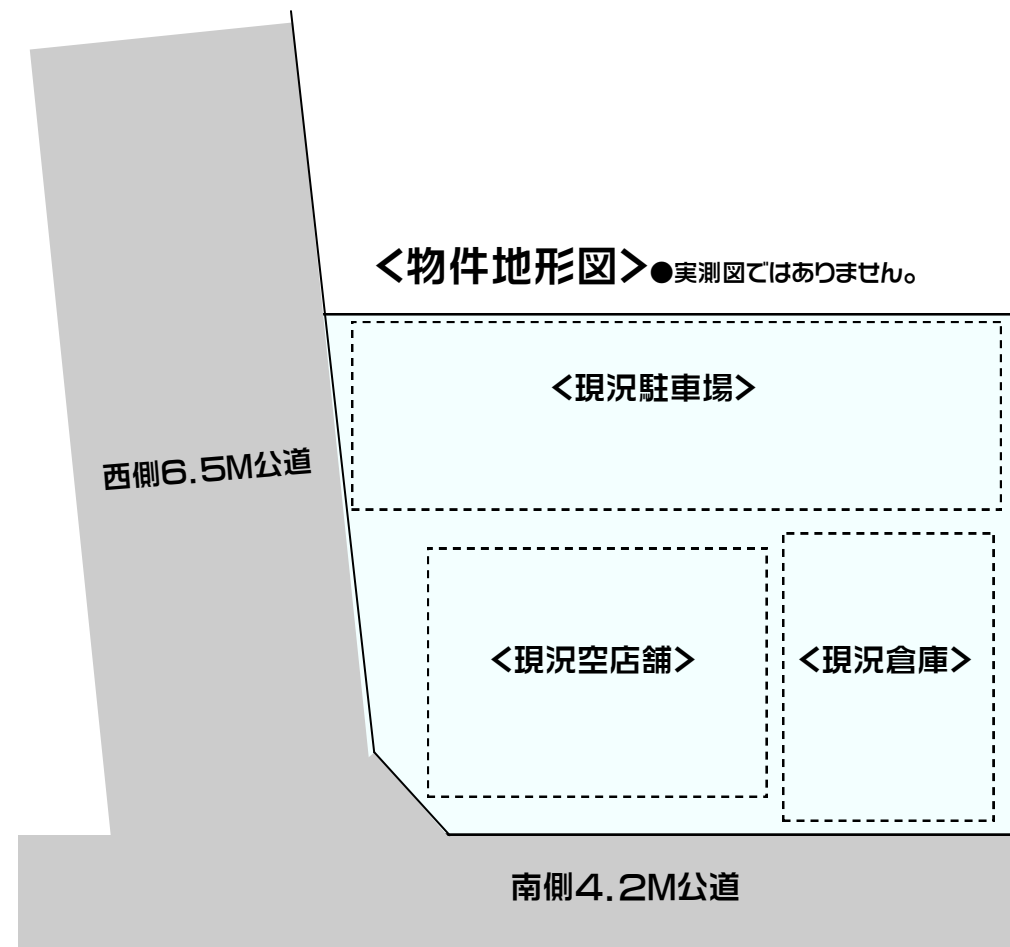 <物件地形図>●実測図ではありません。
<現況駐車場>
西側6.5M公道
<現況空店舗>
<現況倉庫>
南側4.2M公道